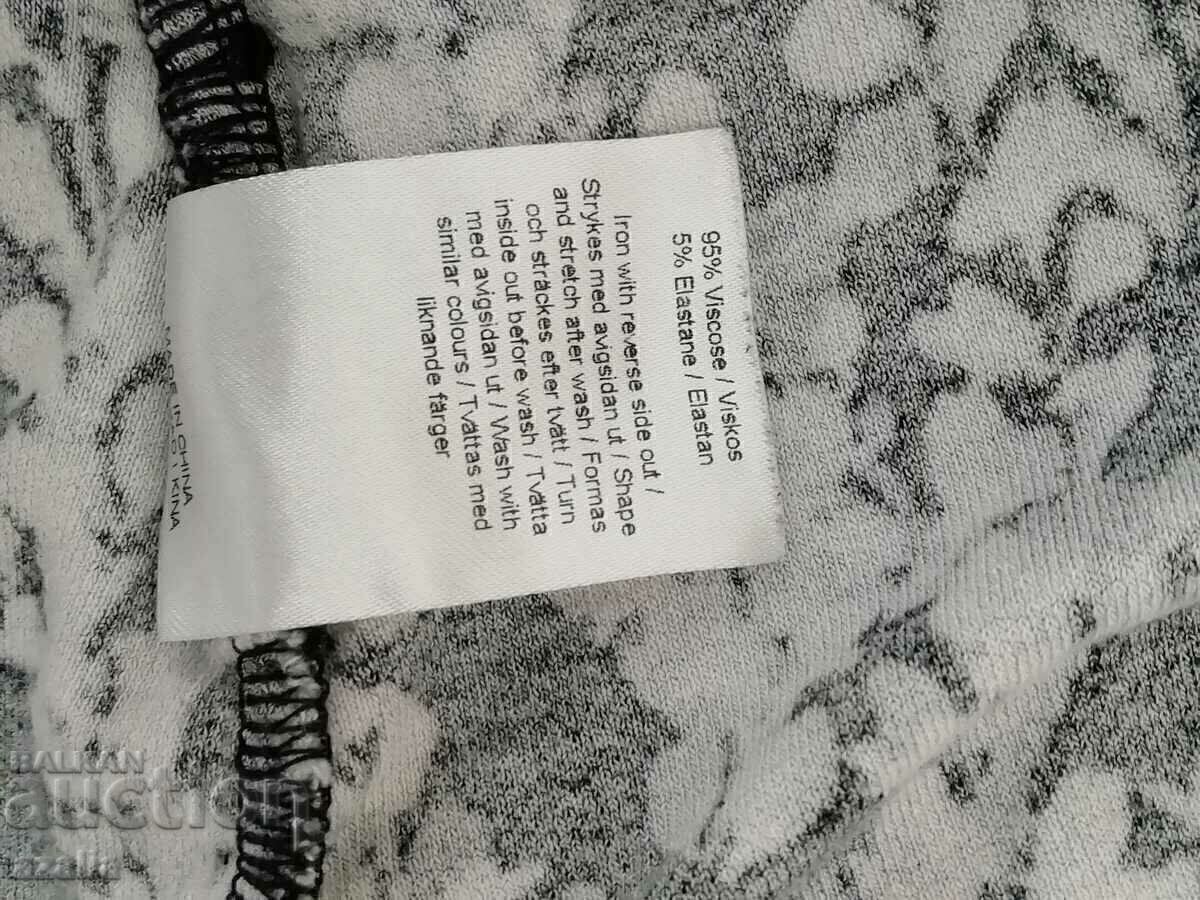 95% Viscose / Viskos
5% Elastane / Elastan
Iron with reverse side out /
Strykes med avigsidan ut / Shape
and stretch after wash / Formas
och sträckes efter tvätt / Turn
inside out before wash / Tvätta
med avigsidan ut / Wash with
similar colours / Tvättas med
liknande färger
MADE IN CHINA
KINA
BALKAN
auction
azalia